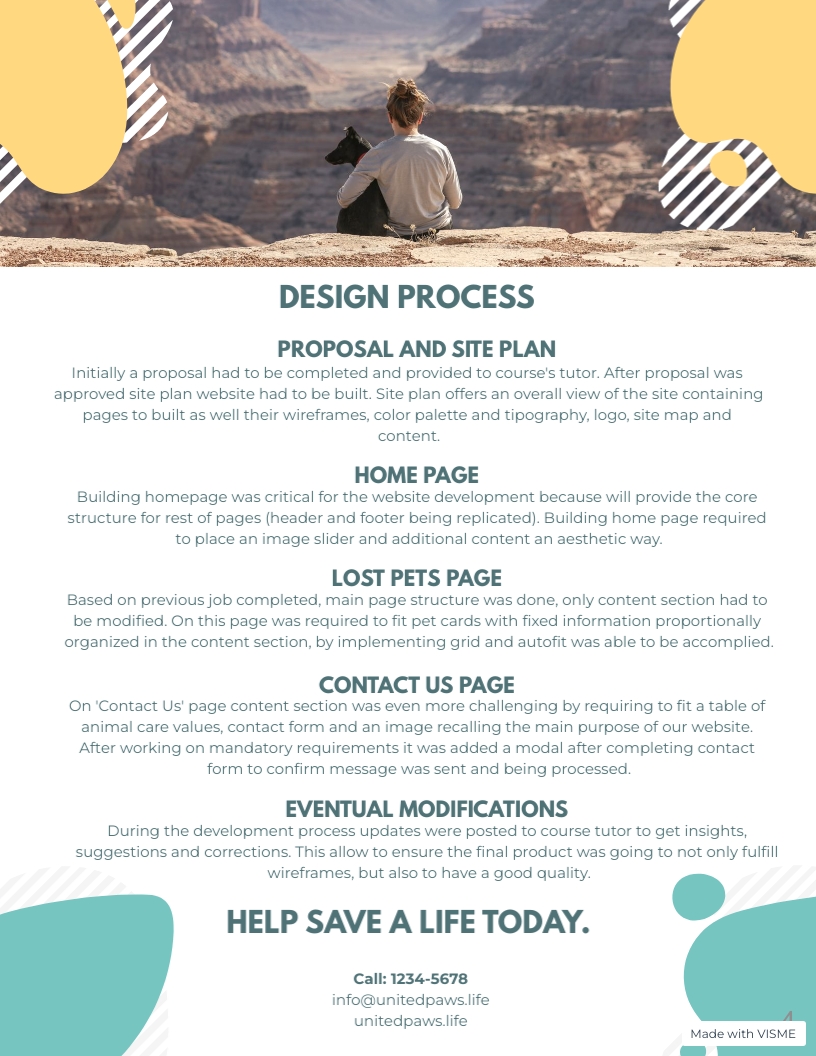 DESIGN PROCESS
PROPOSAL AND SITE PLAN
Initially a proposal had to be completed and provided to course's tutor. After proposal was
approved site plan website had to be built. Site plan offers an overall view of the site containing
pages to built as well their wireframes, color palette and tipography, logo, site map and
content.
HOME PAGE
Building homepage was critical for the website development because will provide the core
structure for rest of pages (header and footer being replicated). Building home page required
to place an image slider and additional content an aesthetic way.
LOST PETS PAGE
Based on previous job completed, main page structure was done, only content section had to
be modified. On this page was required to fit pet cards with fixed information proportionally
organized in the content section, by implementing grid and autofit was able to be accomplied.
CONTACT US PAGE
On 'Contact Us' page content section was even more challenging by requiring to fit a table of
animal care values, contact form and an image recalling the main purpose of our website.
After working on mandatory requirements it was added a modal after completing contact
form to confirm message was sent and being processed.
EVENTUAL MODIFICATIONS
During the development process updates were posted to course tutor to get insights,
suggestions and corrections. This allow to ensure the final product was going to not only fulfill
wireframes, but also to have a good quality.
HELP SAVE A LIFE TODAY.
Call: 1234-5678
info@unitedpaws.life
unitedpaws.life
4
Made with VISME